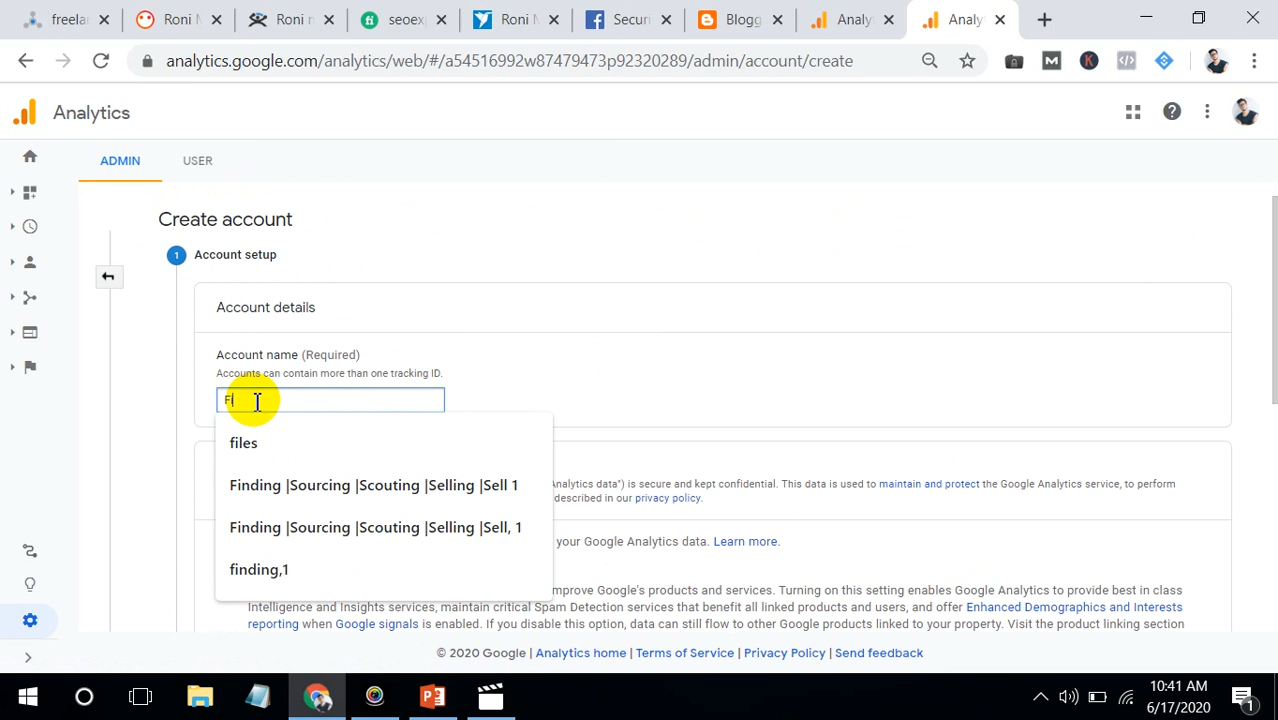 freelan
Roni M
Roni n
seoexp
Roni M
Securi
Blogg
Analy
Analy
analytics.google.com/analytics/web/#/a54516992w87479473p92320289/admin/account/create
Analytics
ADMIN
USER
Create account
1
Account setup
Account details
Account name (Required)
Accounts can contain more than one tracking ID.
Fi
files
Finding |Sourcing |Scouting |Selling |Sell 1
Finding |Sourcing |Scouting |Selling |Sell, 1
finding,1
nalytics data") is secure and kept confidential. This data is used to maintain and protect the Google Analytics service, to perform
described in our privacy policy.
your Google Analytics data. Learn more.
mprove Google's products and services. Turning on this setting enables Google Analytics to provide best in class
Intelligence and Insights services, maintain critical Spam Detection services that benefit all linked products and users, and offer Enhanced Demographics and Interests
reporting when Google signals is enabled. If you disable this option, data can still flow to other Google products linked to your property. Visit the product linking section
© 2020 Google | Analytics home | Terms of Service | Privacy Policy | Send feedback
10:41 AM
6/17/2020
1